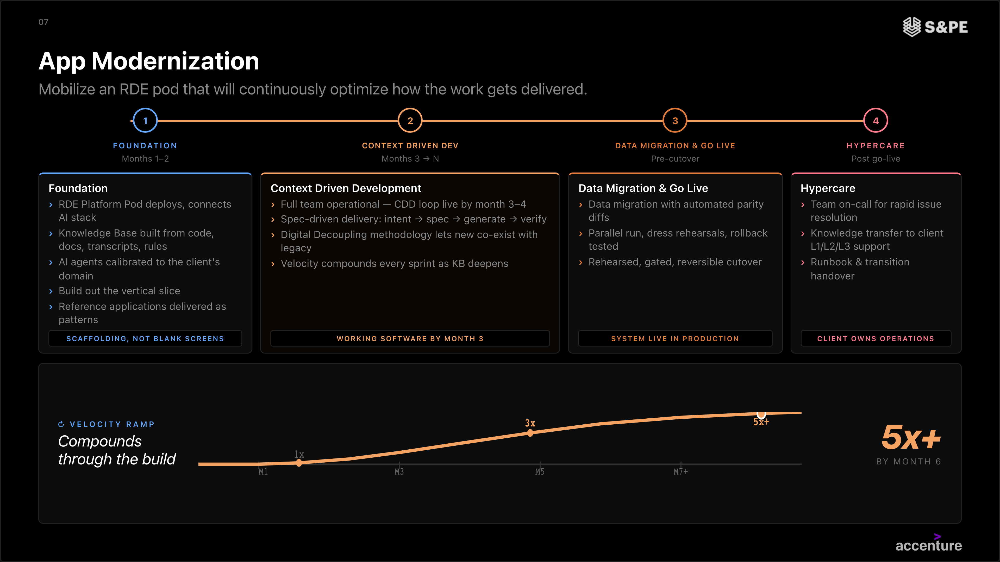 07
S&PE
App Modernization
Mobilize an RDE pod that will continuously optimize how the work gets delivered.
1
FOUNDATION
Months 1–2
2
CONTEXT DRIVEN DEV
Months 3 → N
3
DATA MIGRATION & GO LIVE
Pre-cutover
4
HYPERCARE
Post go-live
Foundation
› RDE Platform Pod deploys, connects
AI stack
› Knowledge Base built from code,
docs, transcripts, rules
› AI agents calibrated to the client's
domain
› Build out the vertical slice
› Reference applications delivered as
patterns
SCAFFOLDING, NOT BLANK SCREENS
Context Driven Development
› Full team operational — CDD loop live by month 3–4
› Spec-driven delivery: intent → spec → generate → verify
› Digital Decoupling methodology lets new co-exist with
legacy
› Velocity compounds every sprint as KB deepens
WORKING SOFTWARE BY MONTH 3
Data Migration & Go Live
› Data migration with automated parity
diffs
› Parallel run, dress rehearsals, rollback
tested
› Rehearsed, gated, reversible cutover
SYSTEM LIVE IN PRODUCTION
Hypercare
› Team on-call for rapid issue
resolution
› Knowledge transfer to client
L1/L2/L3 support
› Runbook & transition
handover
CLIENT OWNS OPERATIONS
↻ VELOCITY RAMP
Compounds
through the build
1x
3x
5x+
M1
M3
M5
M7+
5x+
BY MONTH 6
accenture